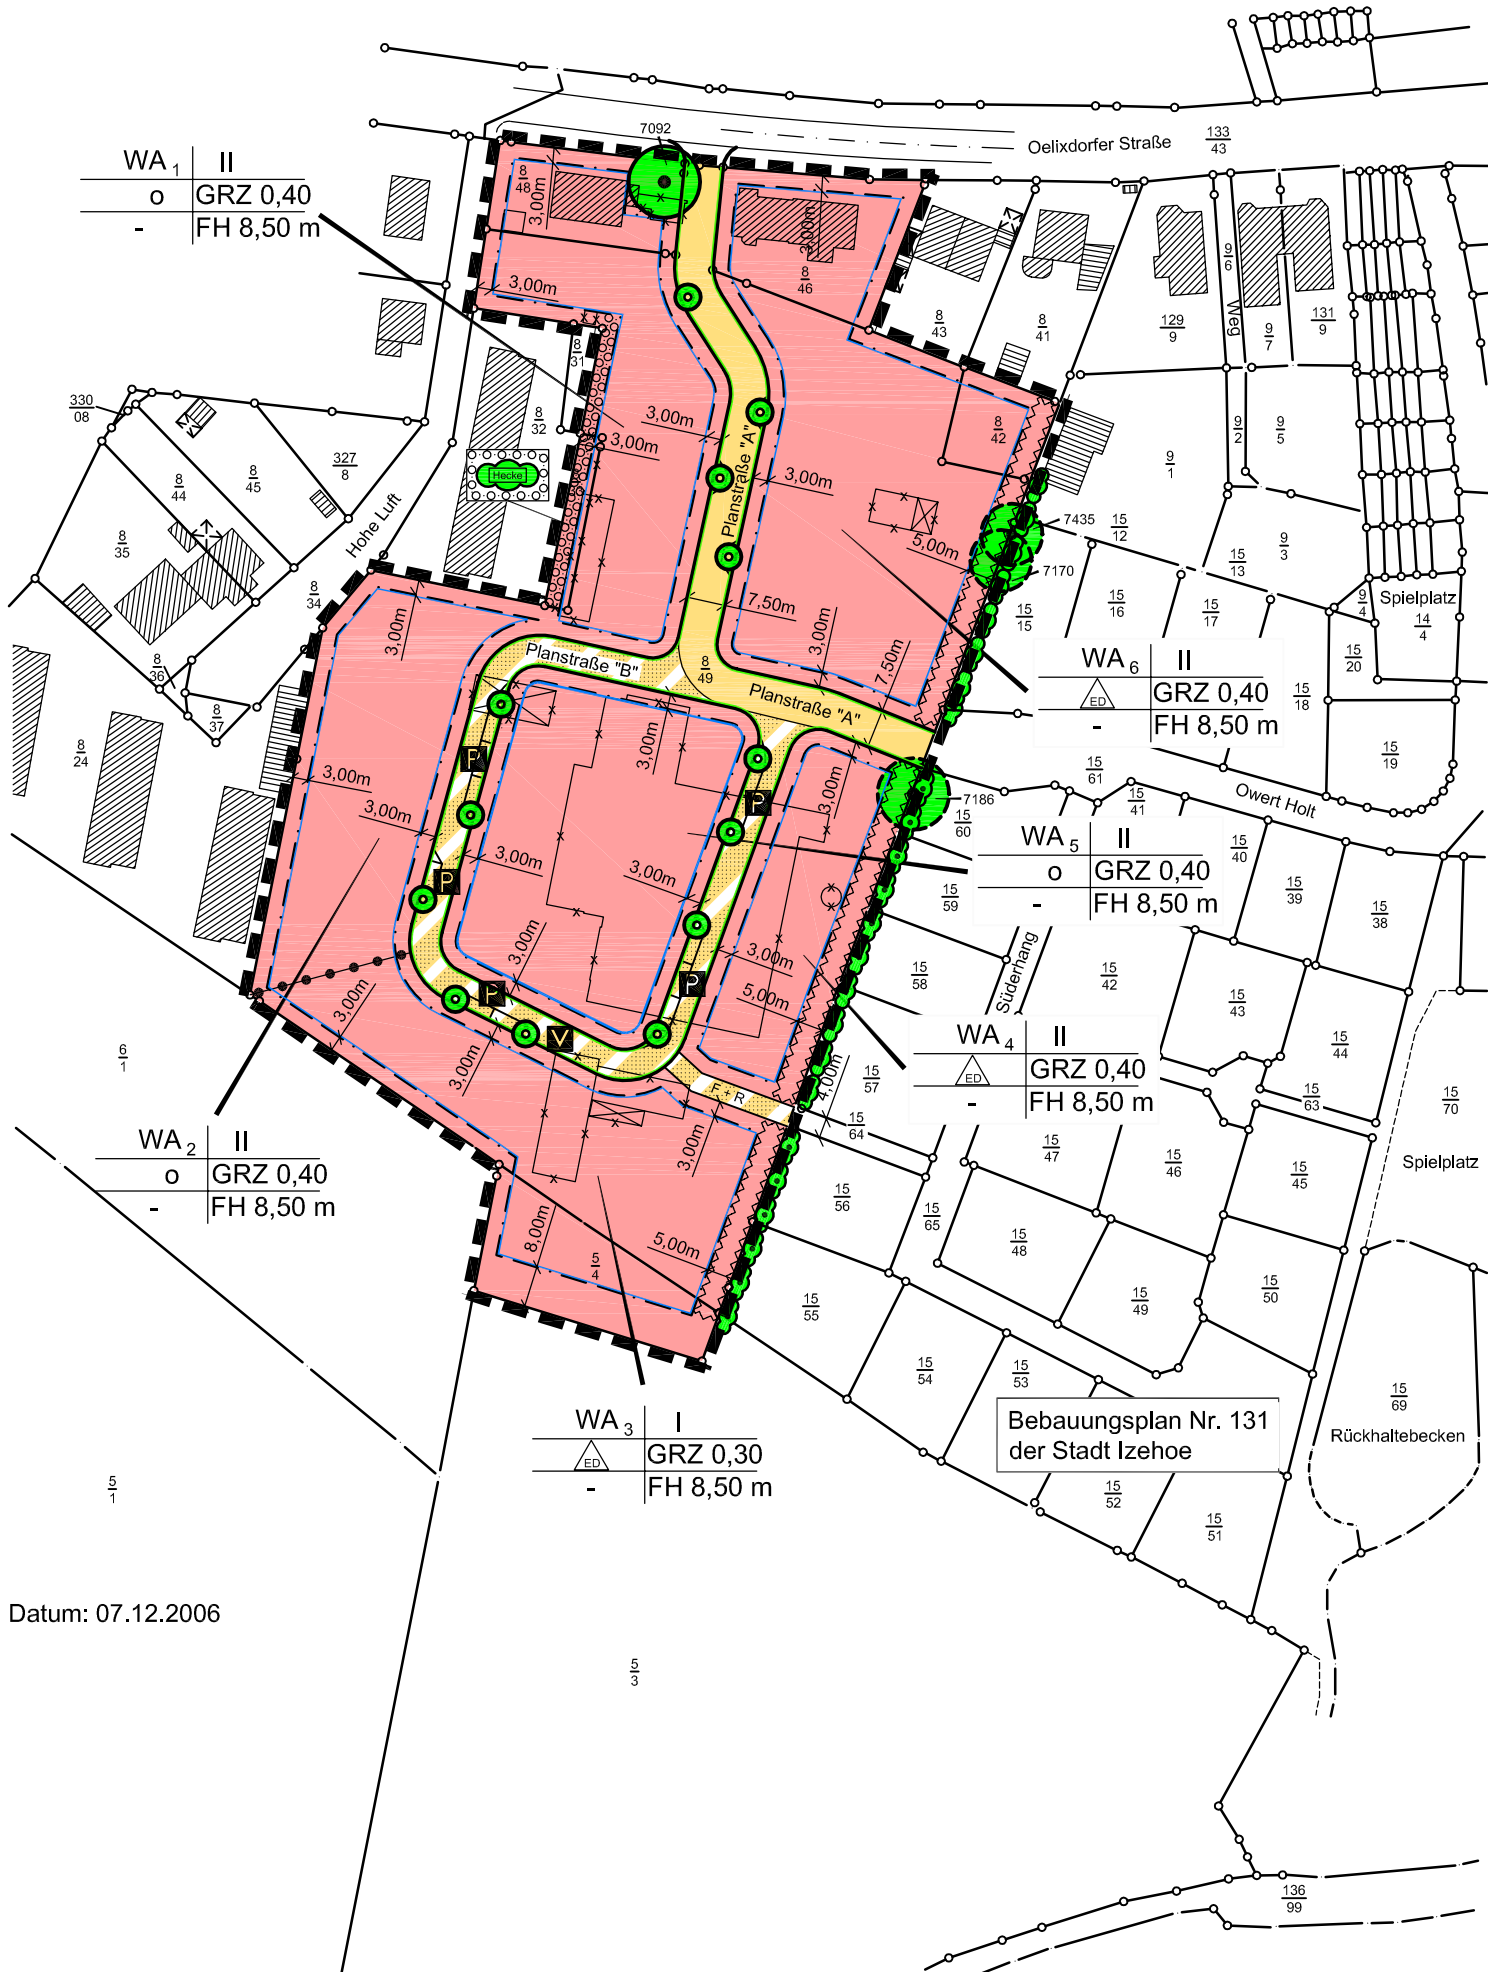 Oelixdorfer Straße
133
43
7092
WA 1 II
o GRZ 0,40
- FH 8,50 m
8
48
3,00m
3,00m
8
46
3,00m
8
43
8
41
129
9
9
6
Weg
9
7
131
9
8
31
8
32
330
08
8
44
8
45
327
8
Hecke
3,00m
3,00m
Planstraße "A"
3,00m
8
42
9
2
9
5
9
1
8
35
Hohe Luft
5,00m
7435
7170
15
12
15
13
9
3
8
34
3,00m
7,50m
3,00m
15
15
15
16
15
17
9
4
Spielplatz
14
4
8
36
8
37
Planstraße "B"
8
49
Planstraße "A"
7,50m
WA 6 II
ED GRZ 0,40
- FH 8,50 m
15
20
15
18
15
19
8
24
3,00m
3,00m
P
3,00m
P
3,00m
7186
15
61
15
41
Owert Holt
15
60
WA 5 II
o GRZ 0,40
- FH 8,50 m
15
40
15
39
15
38
3,00m
3,00m
P
3,00m
3,00m
15
59
15
58
Süderhang
15
42
15
43
15
44
3,00m
P
P
5,00m
V
3,00m
WA 4 II
ED GRZ 0,40
- FH 8,50 m
6
1
F + R
4,00m
15
57
15
64
15
63
15
70
Spielplatz
WA 2 II
o GRZ 0,40
- FH 8,50 m
3,00m
15
56
15
65
15
47
15
46
15
45
8,00m
5
4
5,00m
15
48
15
49
15
50
15
55
15
54
15
53
15
69
Rückhaltebecken
WA 3 I
ED GRZ 0,30
- FH 8,50 m
Bebauungsplan Nr. 131
der Stadt Izehoe
15
52
15
51
5
1
Datum: 07.12.2006
5
3
136
99